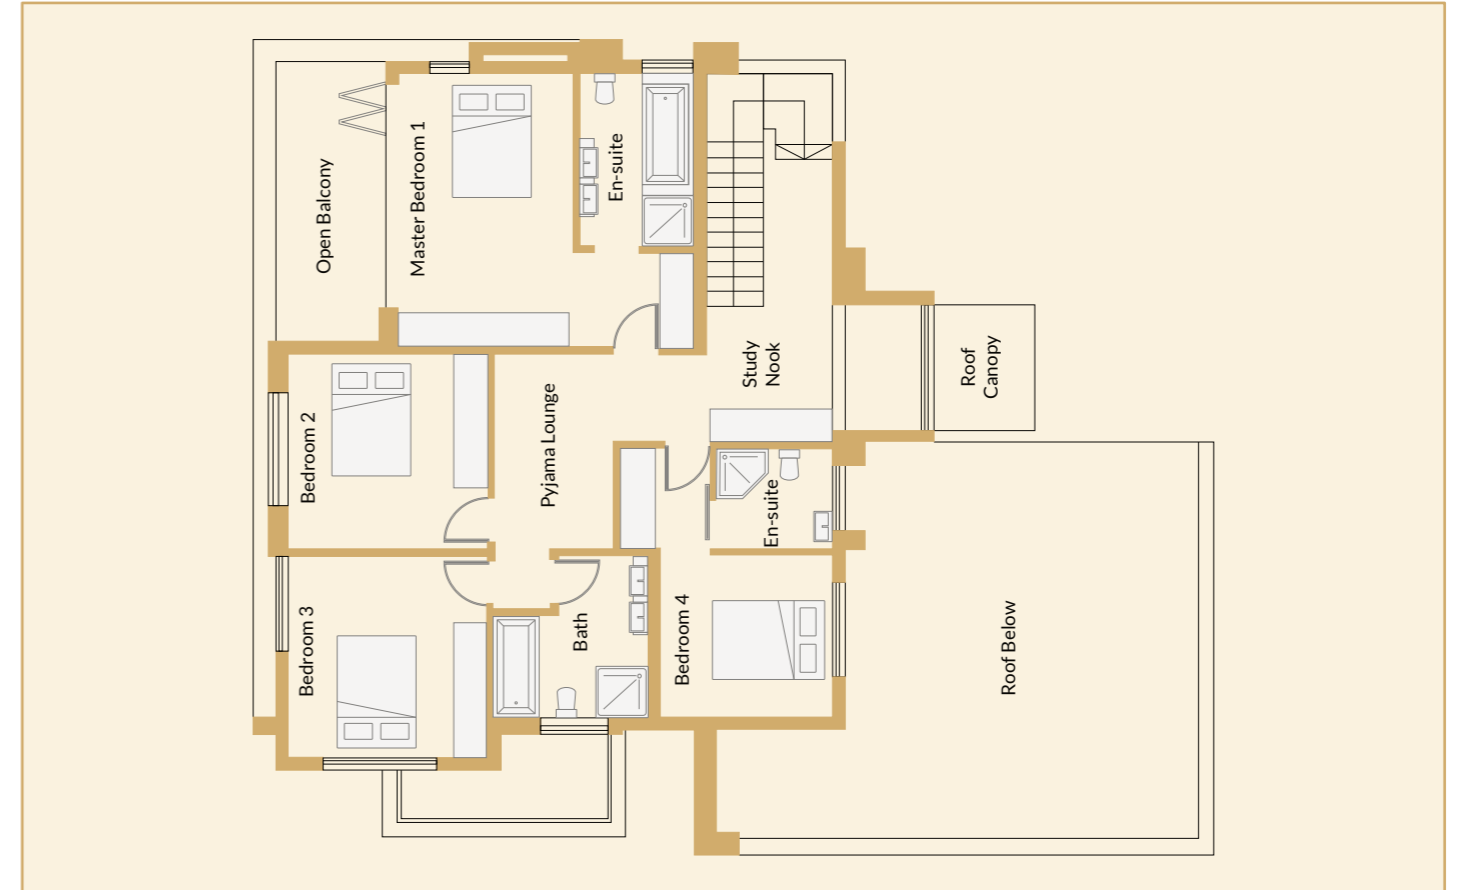 Open Balcony
Master Bedroom 1
En-suite
Study
Nook
Roof
Canopy
Bedroom 2
Pyjama Lounge
En-suite
Bedroom 3
Bath
Bedroom 4
Roof Below